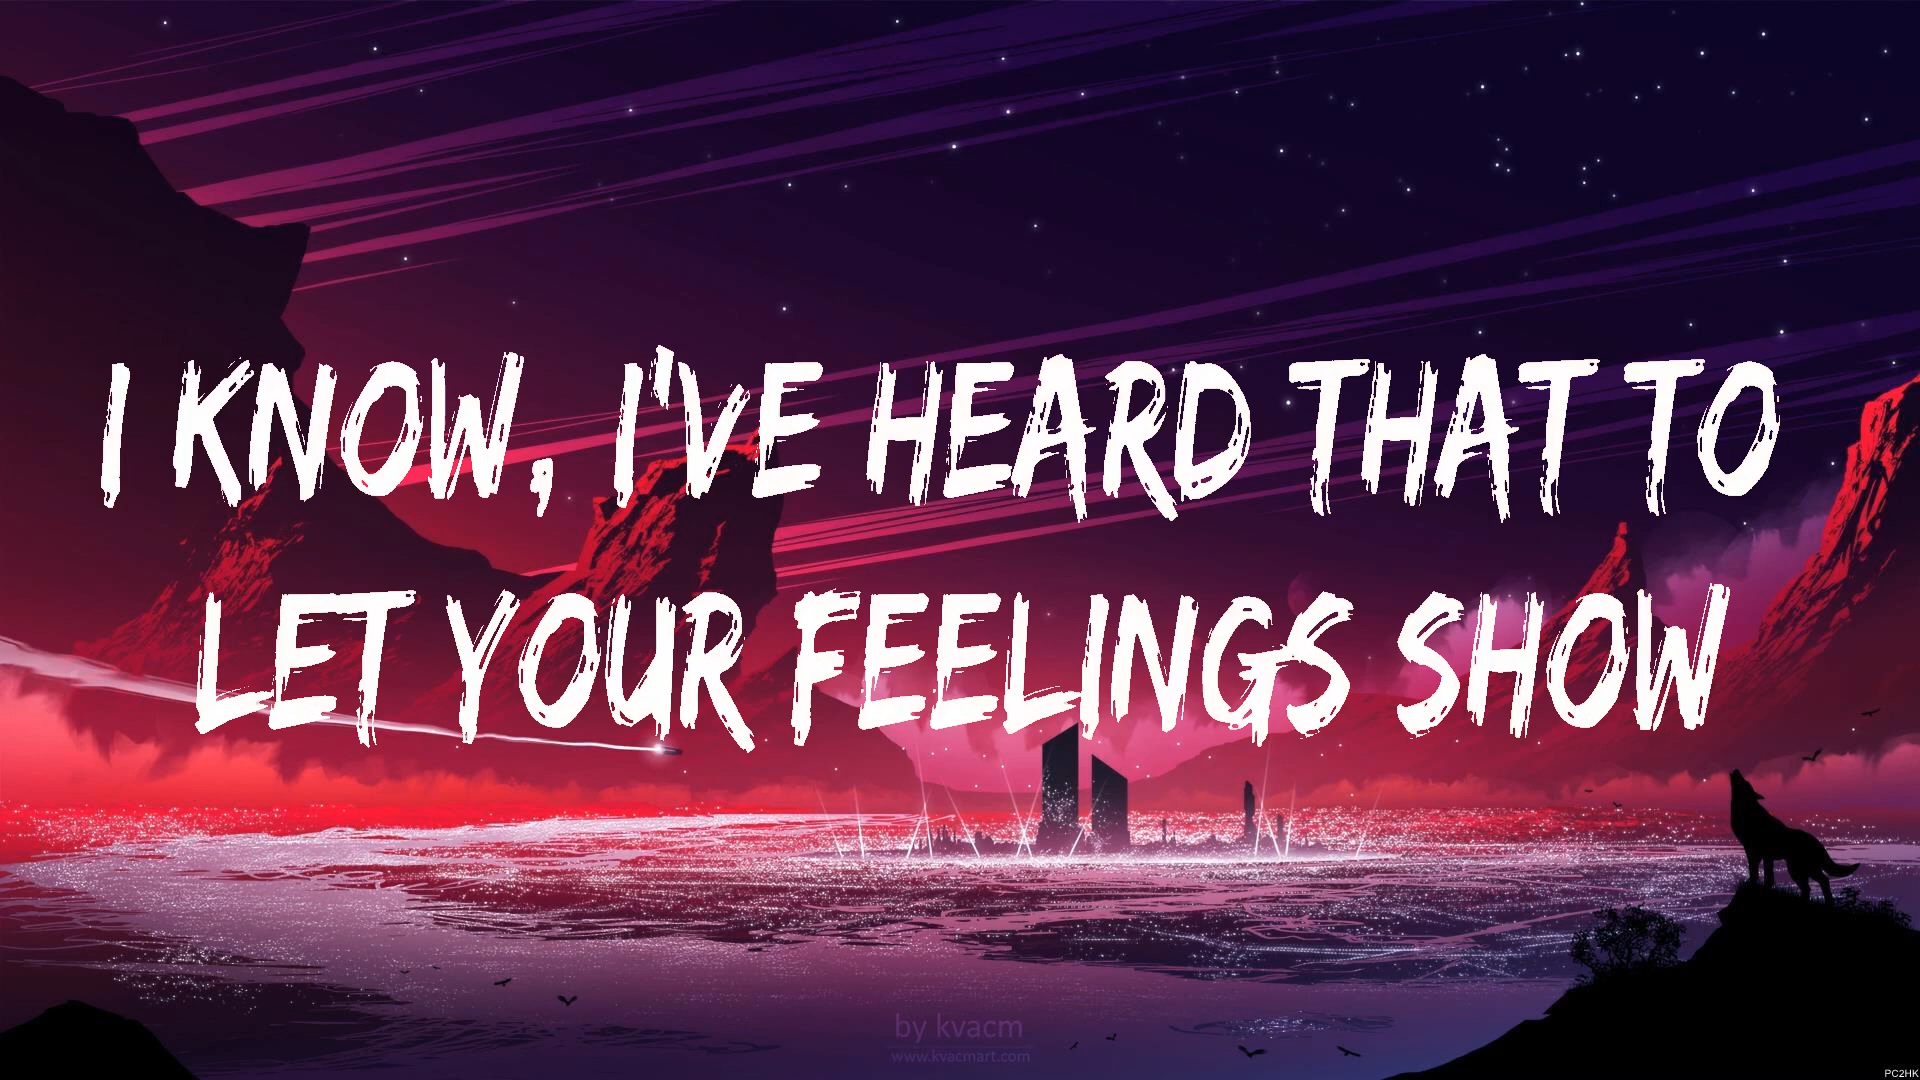 I KNOW, I'VE HEARD THAT TO
LET YOUR FEELINGS SHOW
by kvacm
www.kvacmart.com
PC2HK